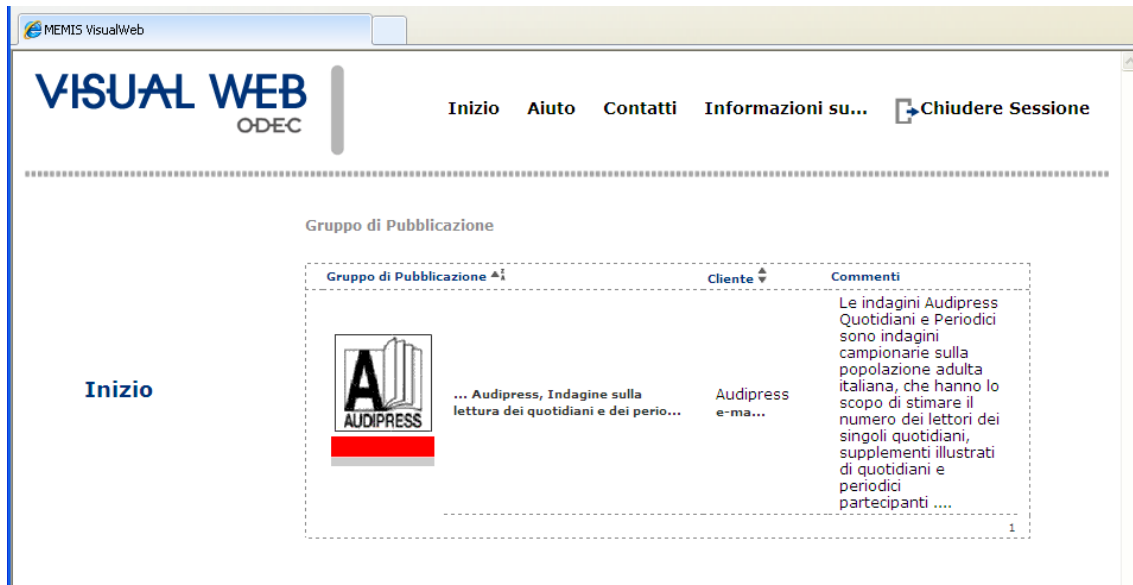 MEMIS VisualWeb
VISUAL WEB
ODEC
Inizio Aiuto Contatti Informazioni su... Chiudere Sessione
Gruppo di Pubblicazione
Gruppo di Pubblicazione Cliente Commenti
Inizio
A
AUDIPRESS
... Audipress, Indagine sulla
lettura dei quotidiani e dei perio...
Audipress
e-ma...
Le indagini Audipress
Quotidiani e Periodici
sono indagini
campionarie sulla
popolazione adulta
italiana, che hanno lo
scopo di stimare il
numero dei lettori dei
singoli quotidiani,
supplementi illustrati
di quotidiani e
periodici
partecipanti ....
1